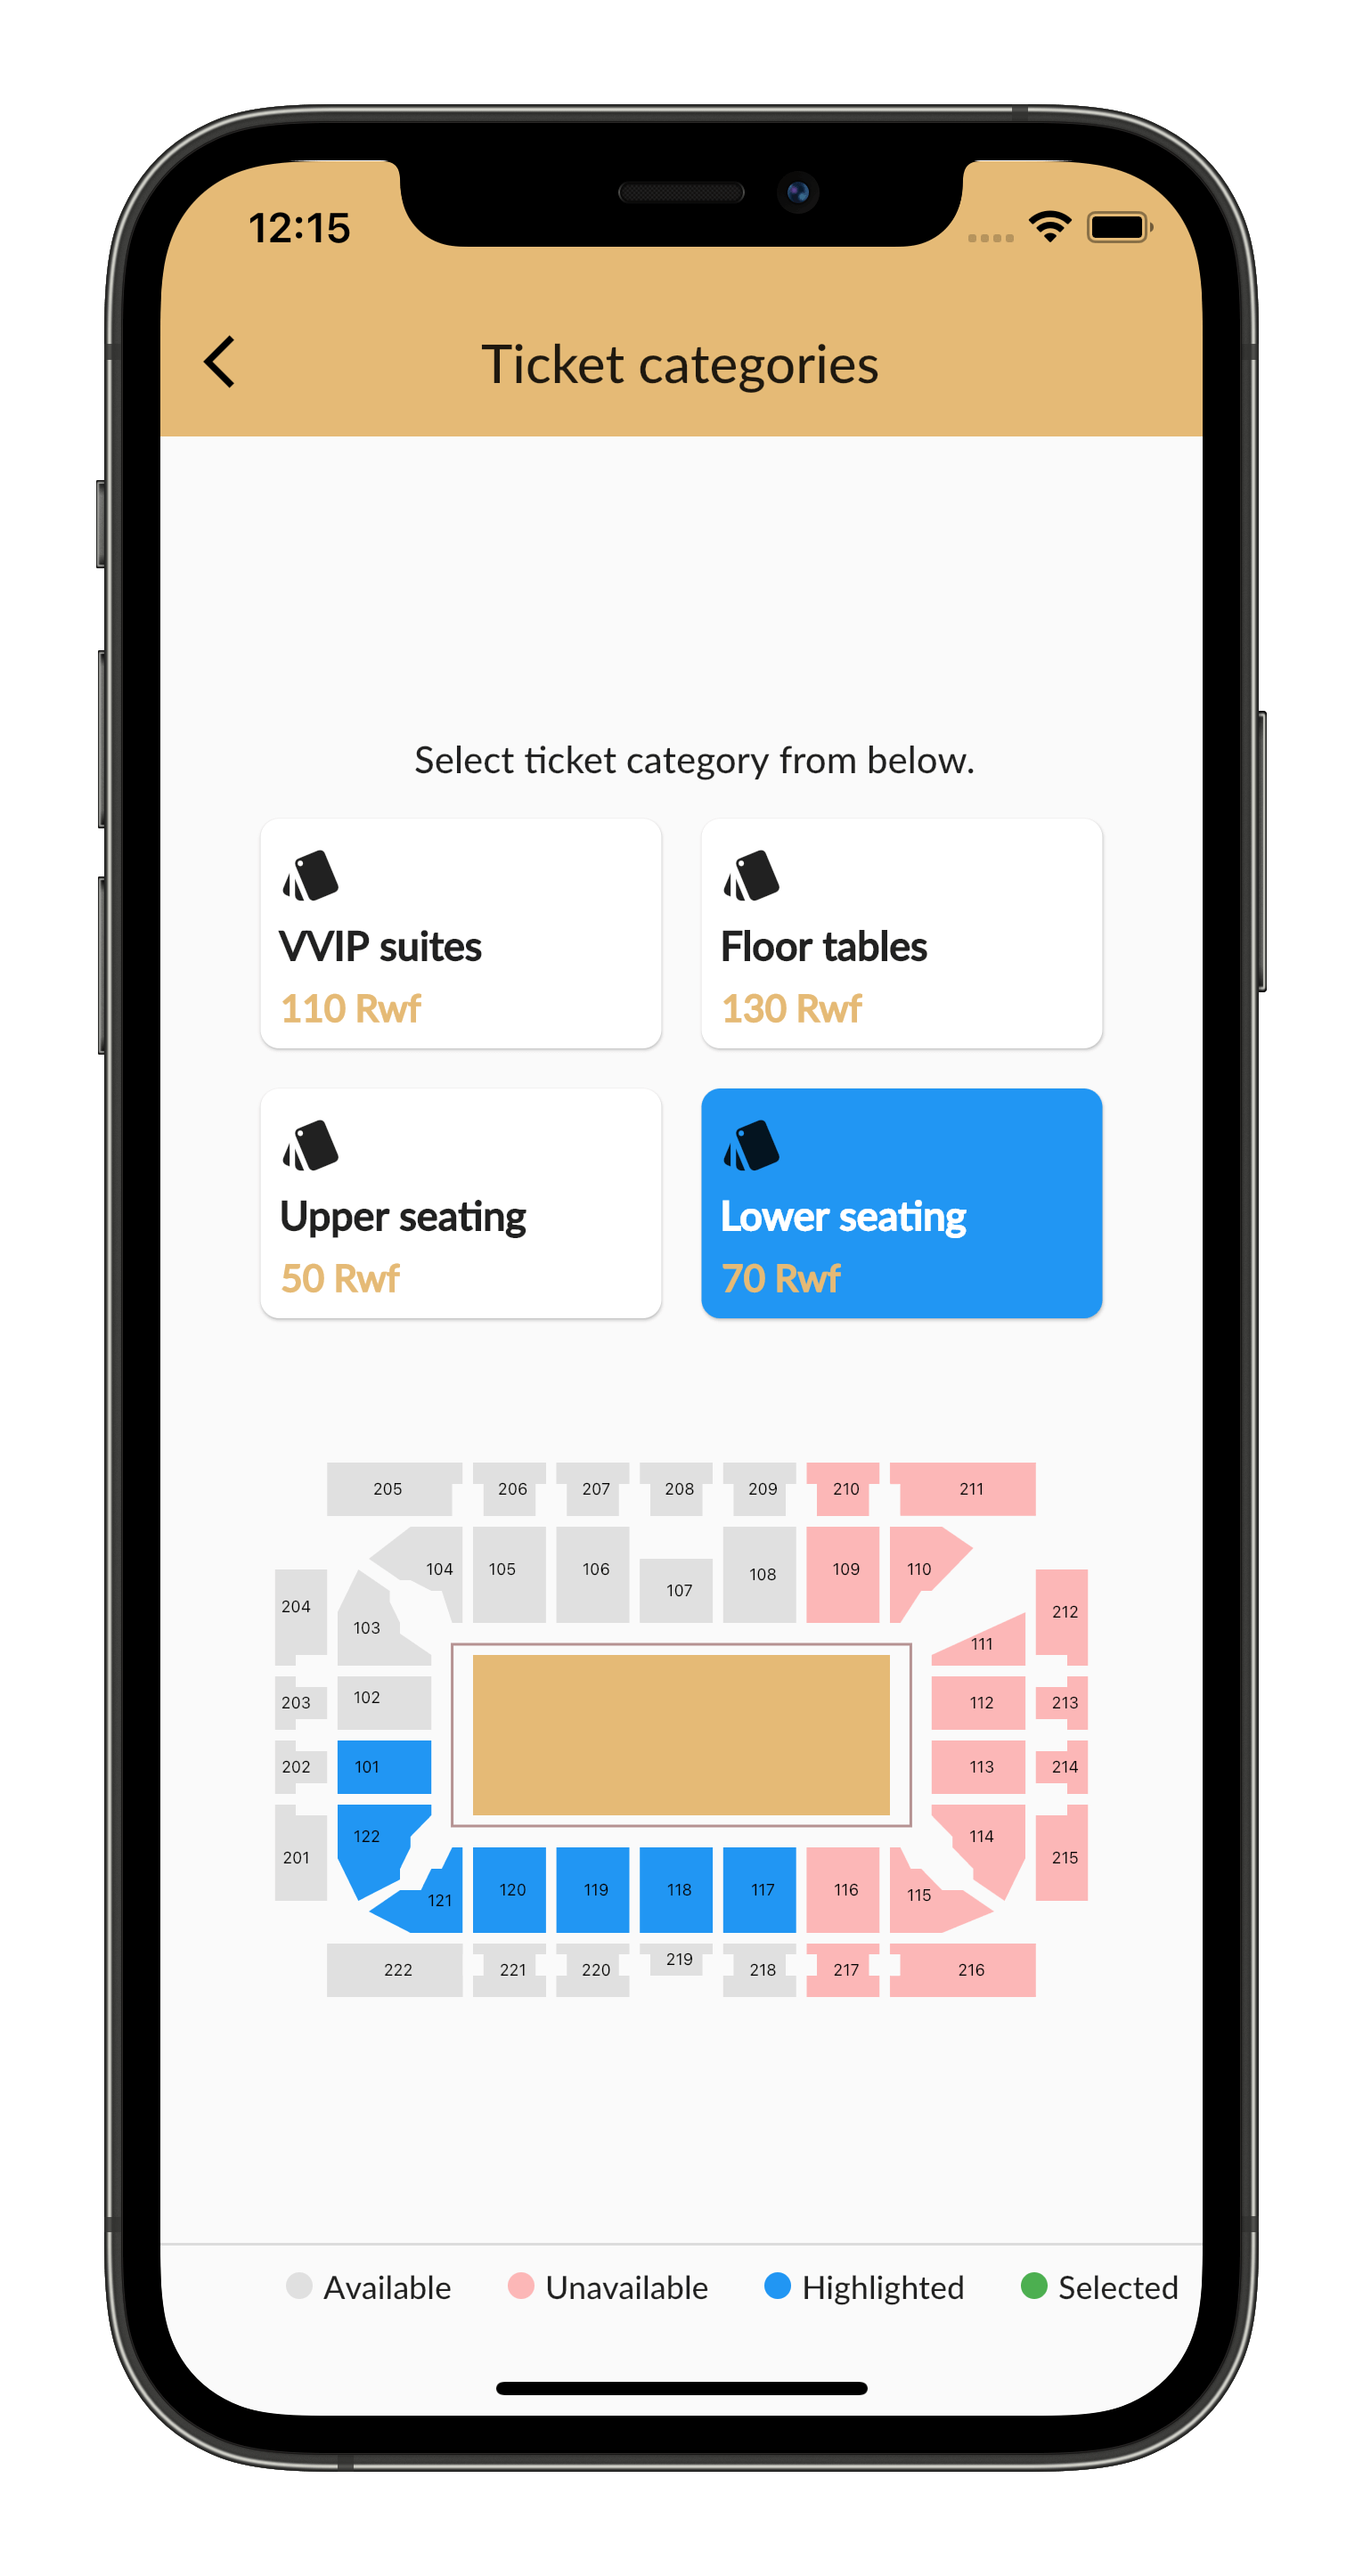 12:15
Ticket categories
Select ticket category from below.
VVIP suites
110 Rwf
Floor tables
130 Rwf
Upper seating
50 Rwf
Lower seating
70 Rwf
205 206 207 208 209 210 211
104 105 106 107 108 109 110
204 103 111 212
203 102 112 213
202 101 113 214
201 122 114 215
121 120 119 118 117 116 115
222 221 220 219 218 217 216
Available Unavailable Highlighted Selected